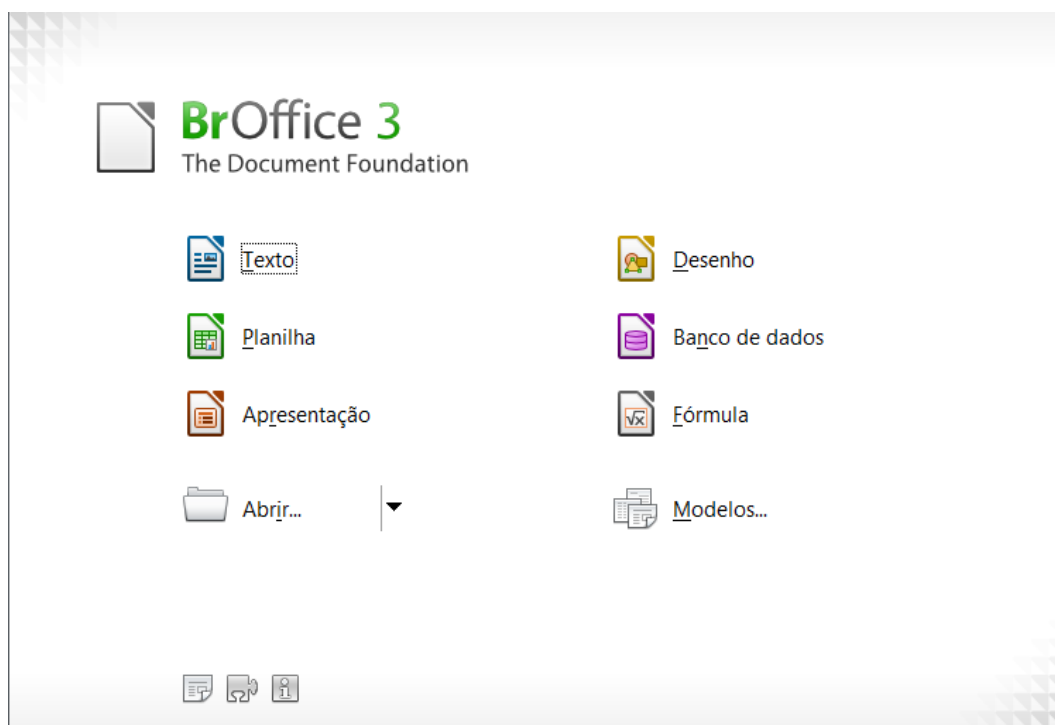 BrOffice 3
The Document Foundation
Texto
Desenho
Planilha
Banco de dados
Apresentação
Fórmula
Abrir...
Modelos...